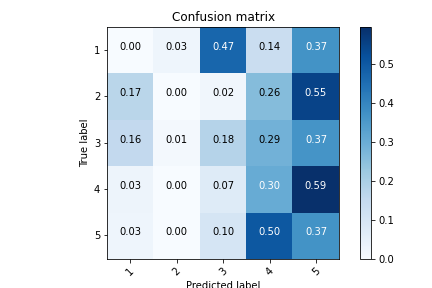 Confusion matrix
True label
1 0.00 0.03 0.47 0.14 0.37
2 0.17 0.00 0.02 0.26 0.55
3 0.16 0.01 0.18 0.29 0.37
4 0.03 0.00 0.07 0.30 0.59
5 0.03 0.00 0.10 0.50 0.37
1 2 3 4 5
Predicted label
0.5
0.4
0.3
0.2
0.1
0.0